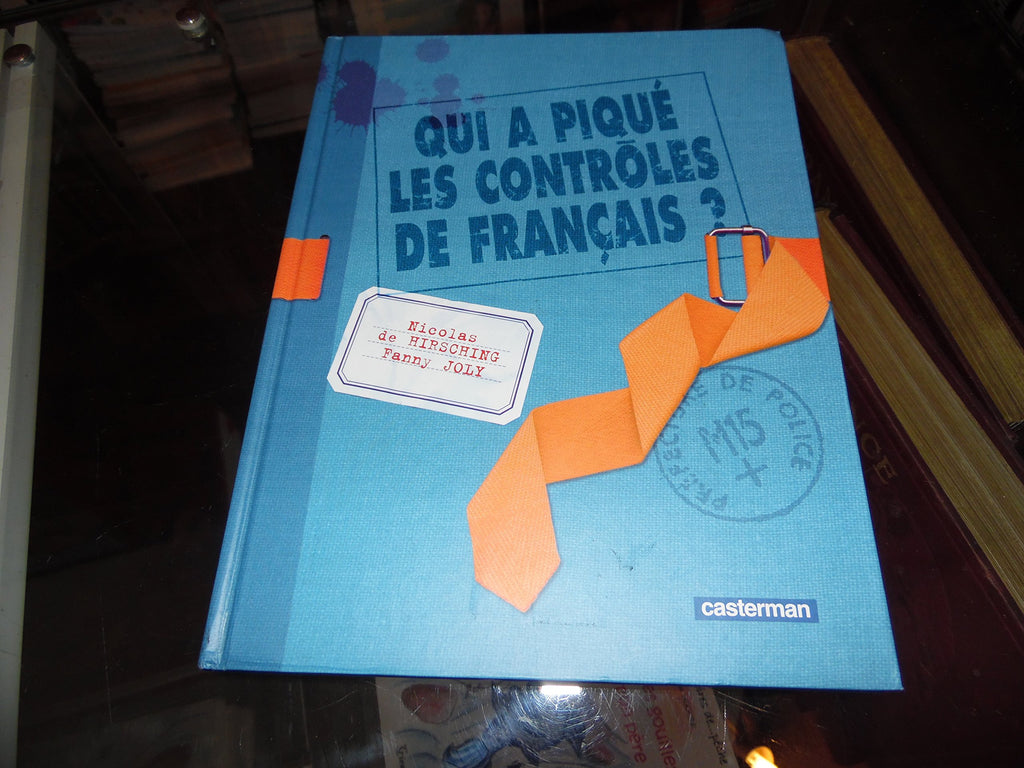 QUI A PIQUÉ
LES CONTRÔLES
DE FRANÇAIS ?
Nicolas
de HIRSCHING
Fanny JOLY
PRÉFECTURE DE POLICE
M15
X
casterman